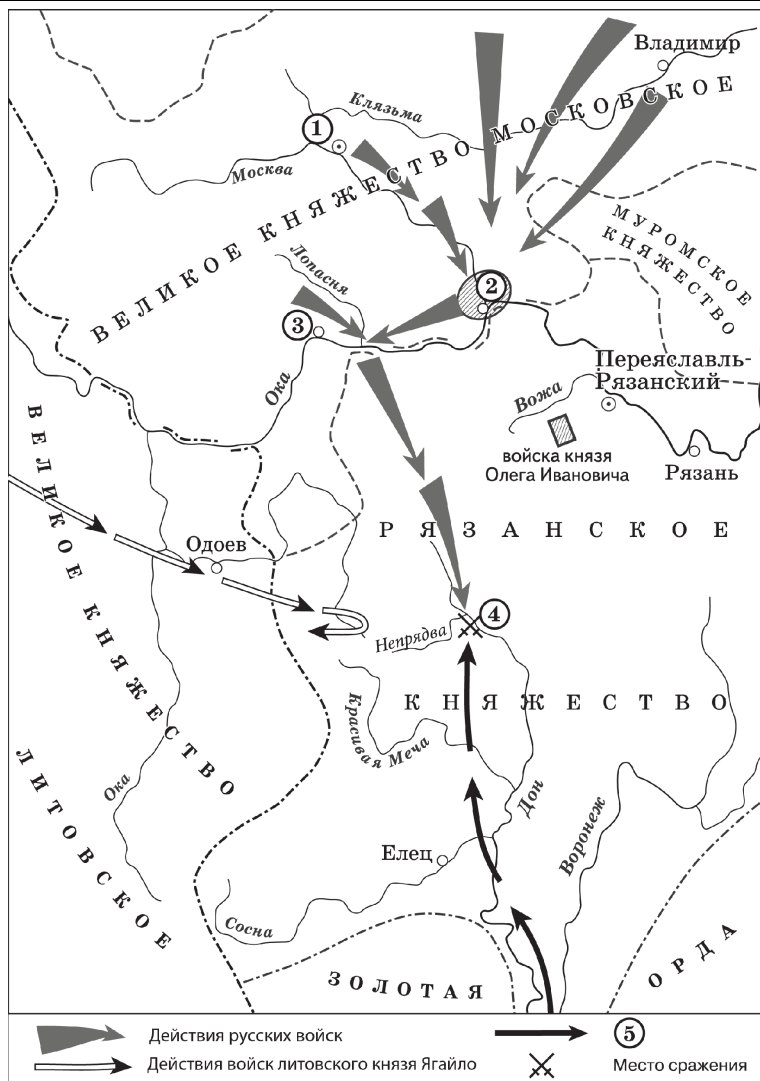 Владимир
Клязьма
1
Москва
ВЕЛИКОЕ КНЯЖЕСТВО МОСКОВСКОЕ
МУРОМСКОЕ
КНЯЖЕСТВО
Лопасня
2
3
Ока
Переяславль-
Рязанский
Вожа
войска князя
Олега Ивановича
Рязань
ВЕЛИКОЕ КНЯЖЕСТВО
ЛИТОВСКОЕ
РЯЗАНСКОЕ
КНЯЖЕСТВО
Одоев
4
Непрядва
Красивая Меча
Ока
Дон
Воронеж
Елец
Сосна
ЗОЛОТАЯ
ОРДА
Действия русских войск
5
Действия войск литовского князя Ягайло
Место сражения